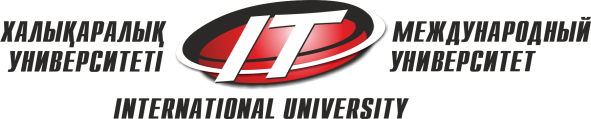 ХАЛЫҚАРАЛЫҚ
УНИВЕРСИТЕТІ
IT
МЕЖДУНАРОДНЫЙ
УНИВЕРСИТЕТ
INTERNATIONAL UNIVERSITY